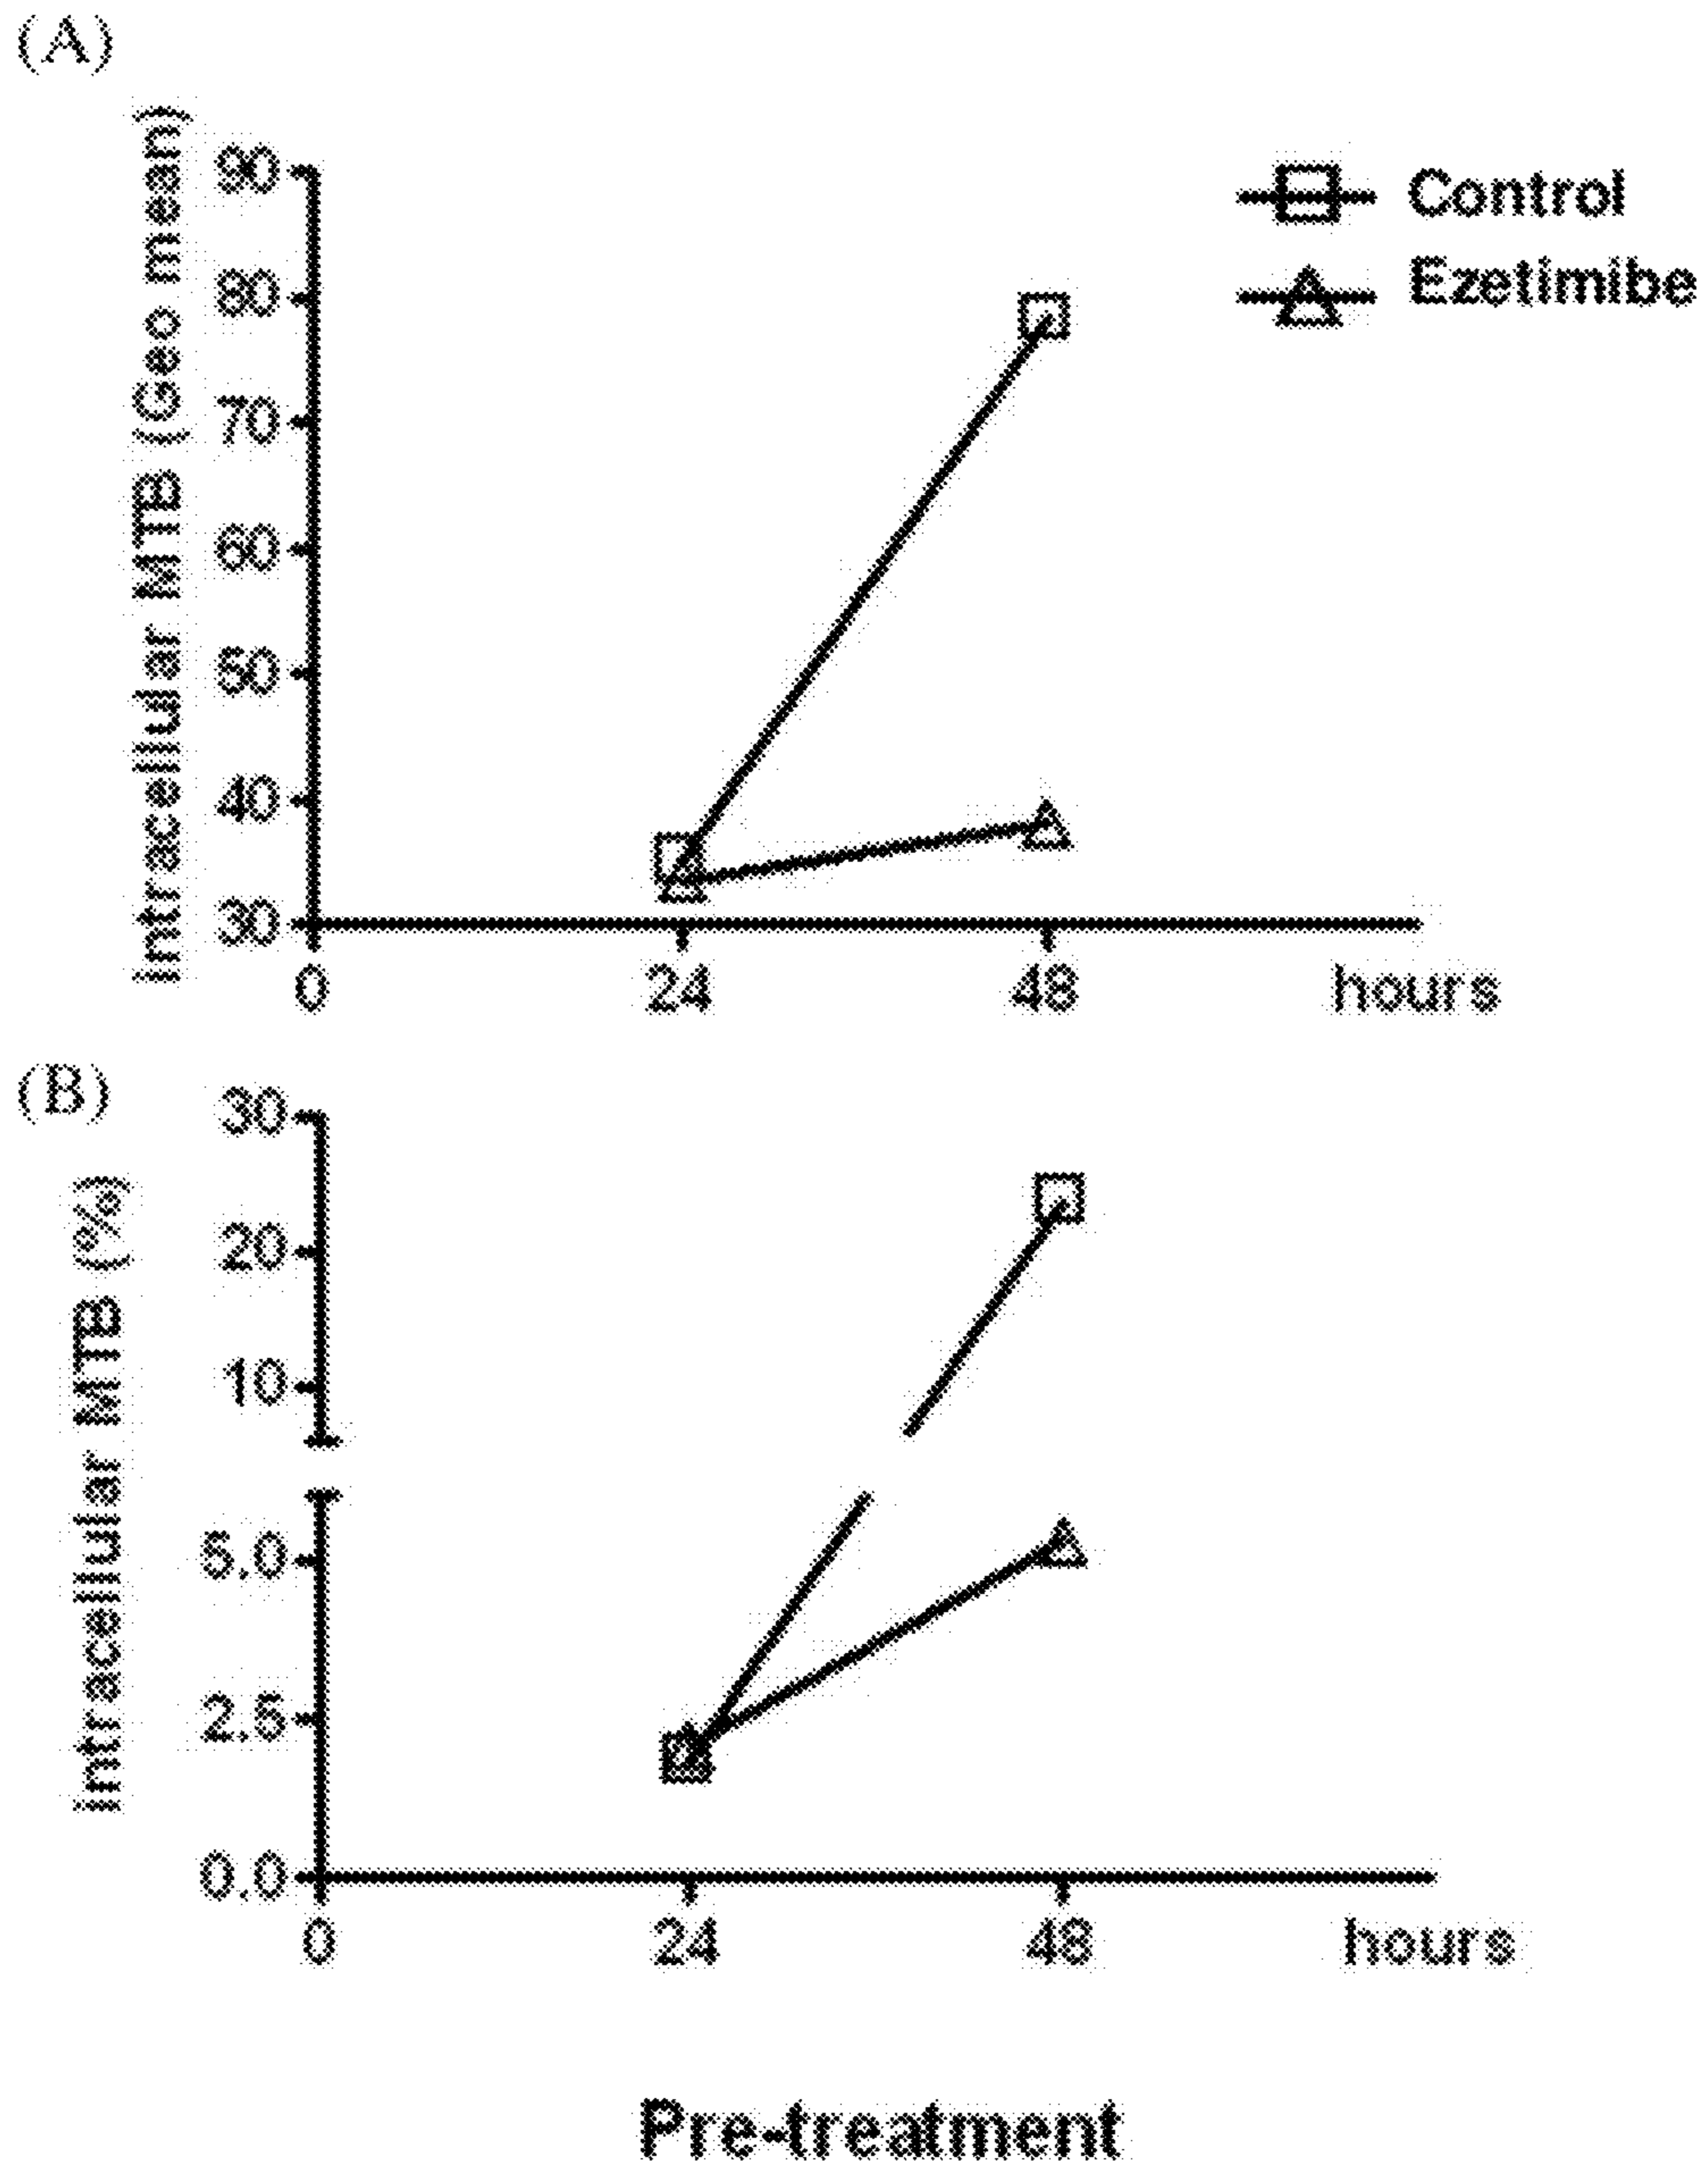 (A)
intracellular MTB (Geo mean)
90
80
70
60
50
40
30
0 24 48 hours
Control
Ezetimibe
(B)
intracellular MTB (%)
30
20
10
5.0
2.5
0.0
0 24 48 hours
Pre-treatment